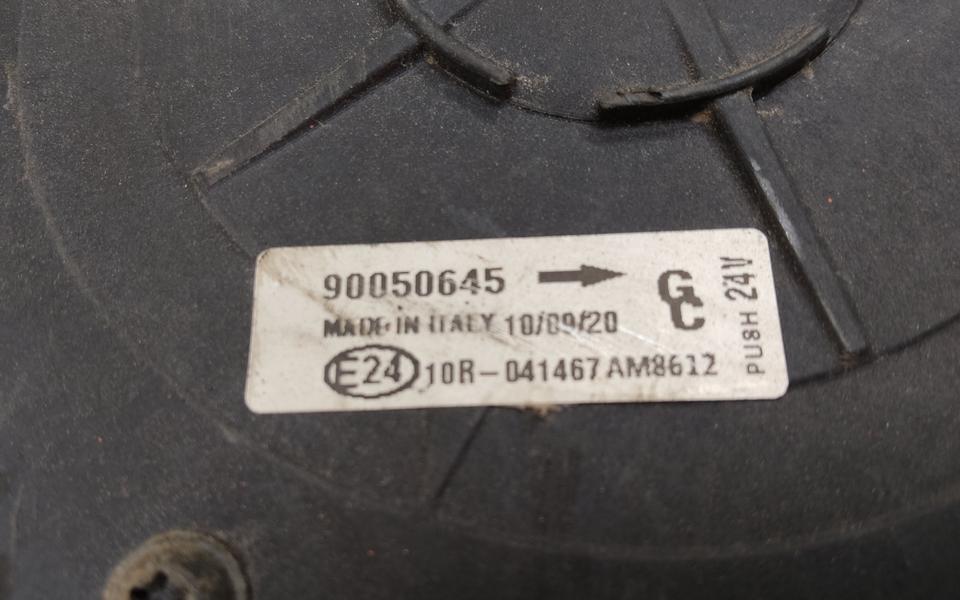 90050645
GC
MADE IN ITALY 10/09/20
E24 10R-041467 AM8612
PUSH 24V